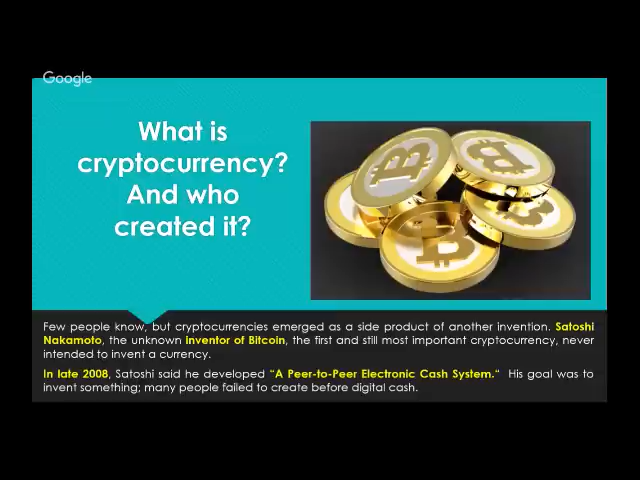 Google
What is
cryptocurrency?
And who
created it?
Few people know, but cryptocurrencies emerged as a side product of another invention. Satoshi
Nakamoto, the unknown inventor of Bitcoin, the first and still most important cryptocurrency, never
intended to invent a currency.
In late 2008, Satoshi said he developed “A Peer-to-Peer Electronic Cash System.“ His goal was to
invent something; many people failed to create before digital cash.